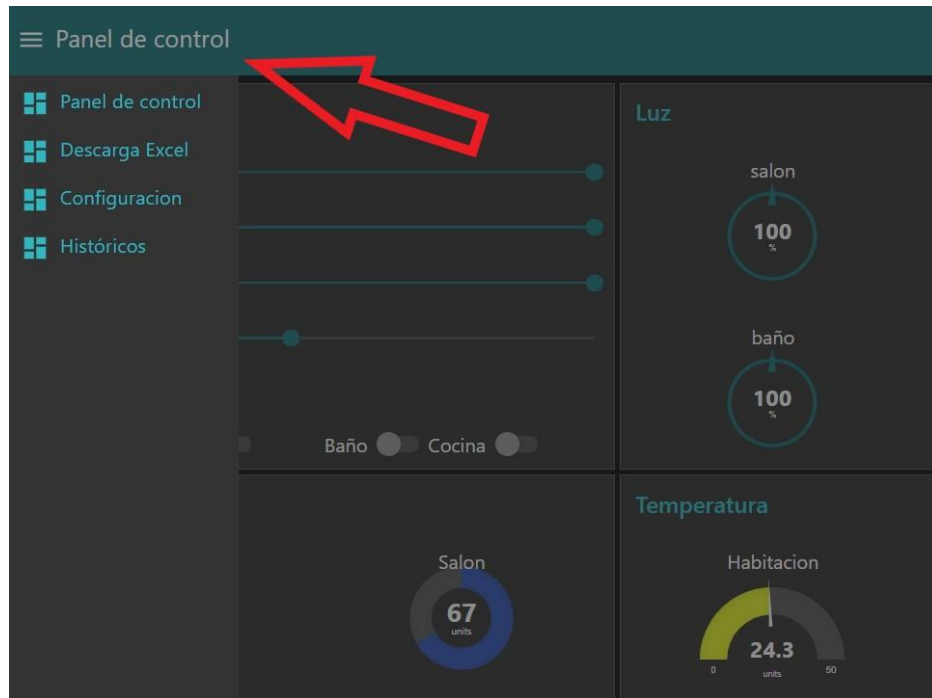 Panel de control
Panel de control
Descarga Excel
Configuracion
Históricos
Baño Cocina
Luz
salon
100
%
baño
100
%
Salon
67
units
Temperatura
Habitacion
24.3
0 units 50